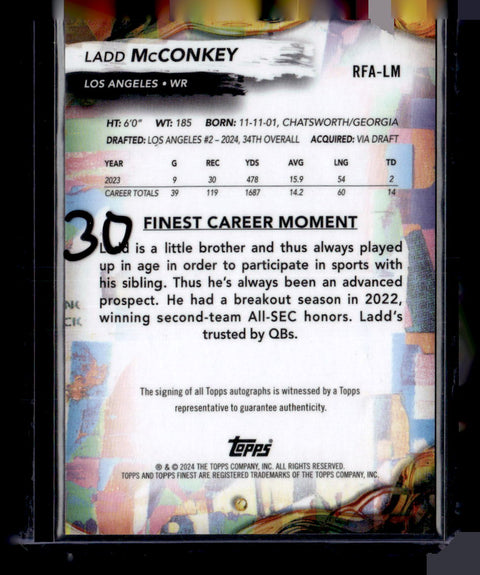 LADD McCONKEY
RFA-LM
LOS ANGELES • WR
HT: 6'0" WT: 185 BORN: 11-11-01, CHATSWORTH/GEORGIA
DRAFTED: LOS ANGELES #2 – 2024, 34TH OVERALL ACQUIRED: VIA DRAFT
YEAR G REC YDS AVG LNG TD
2023 9 30 478 15.9 54 2
CAREER TOTALS 39 119 1687 14.2 60 14
30
FINEST CAREER MOMENT
Ladd is a little brother and thus always played
up in age in order to participate in sports with
his sibling. Thus he's always been an advanced
prospect. He had a breakout season in 2022,
winning second-team All-SEC honors. Ladd's
trusted by QBs.
The signing of all Topps autographs is witnessed by a Topps
representative to guarantee authenticity.
TOPPS
® & © 2024 THE TOPPS COMPANY, INC. ALL RIGHTS RESERVED.
TOPPS AND TOPPS FINEST ARE REGISTERED TRADEMARKS OF THE TOPPS COMPANY, INC.